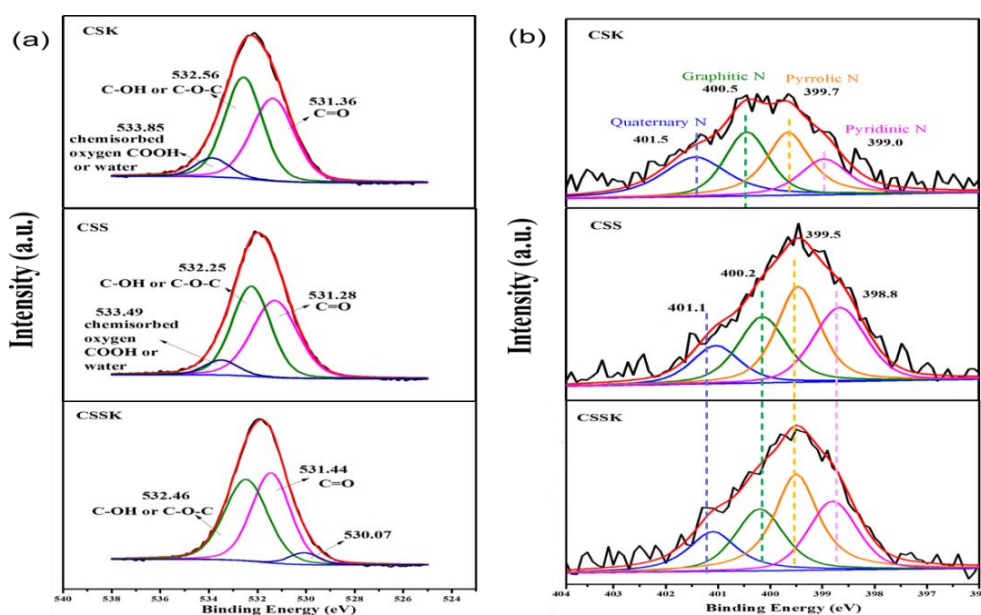 (a)
CSK
532.56
C-OH or C-O-C
531.36
C=O
533.85
chemisorbed
oxygen COOH
or water
CSS
532.25
C-OH or C-O-C
531.28
C=O
533.49
chemisorbed
oxygen
COOH or
water
CSSK
531.44
C=O
532.46
C-OH or C-O-C
530.07
Intensity (a.u.)
540 538 536 534 532 530 528 526 524
Binding Energy (eV)
(b)
CSK
Graphitic N
400.5
Pyrrolic N
399.7
Quaternary N
401.5
Pyridinic N
399.0
CSS
399.5
400.2
401.1
398.8
CSSK
Intensity (a.u.)
Intensity (a.u.)
404 403 402 401 400 399 398 397 39
Binding Energy (eV)